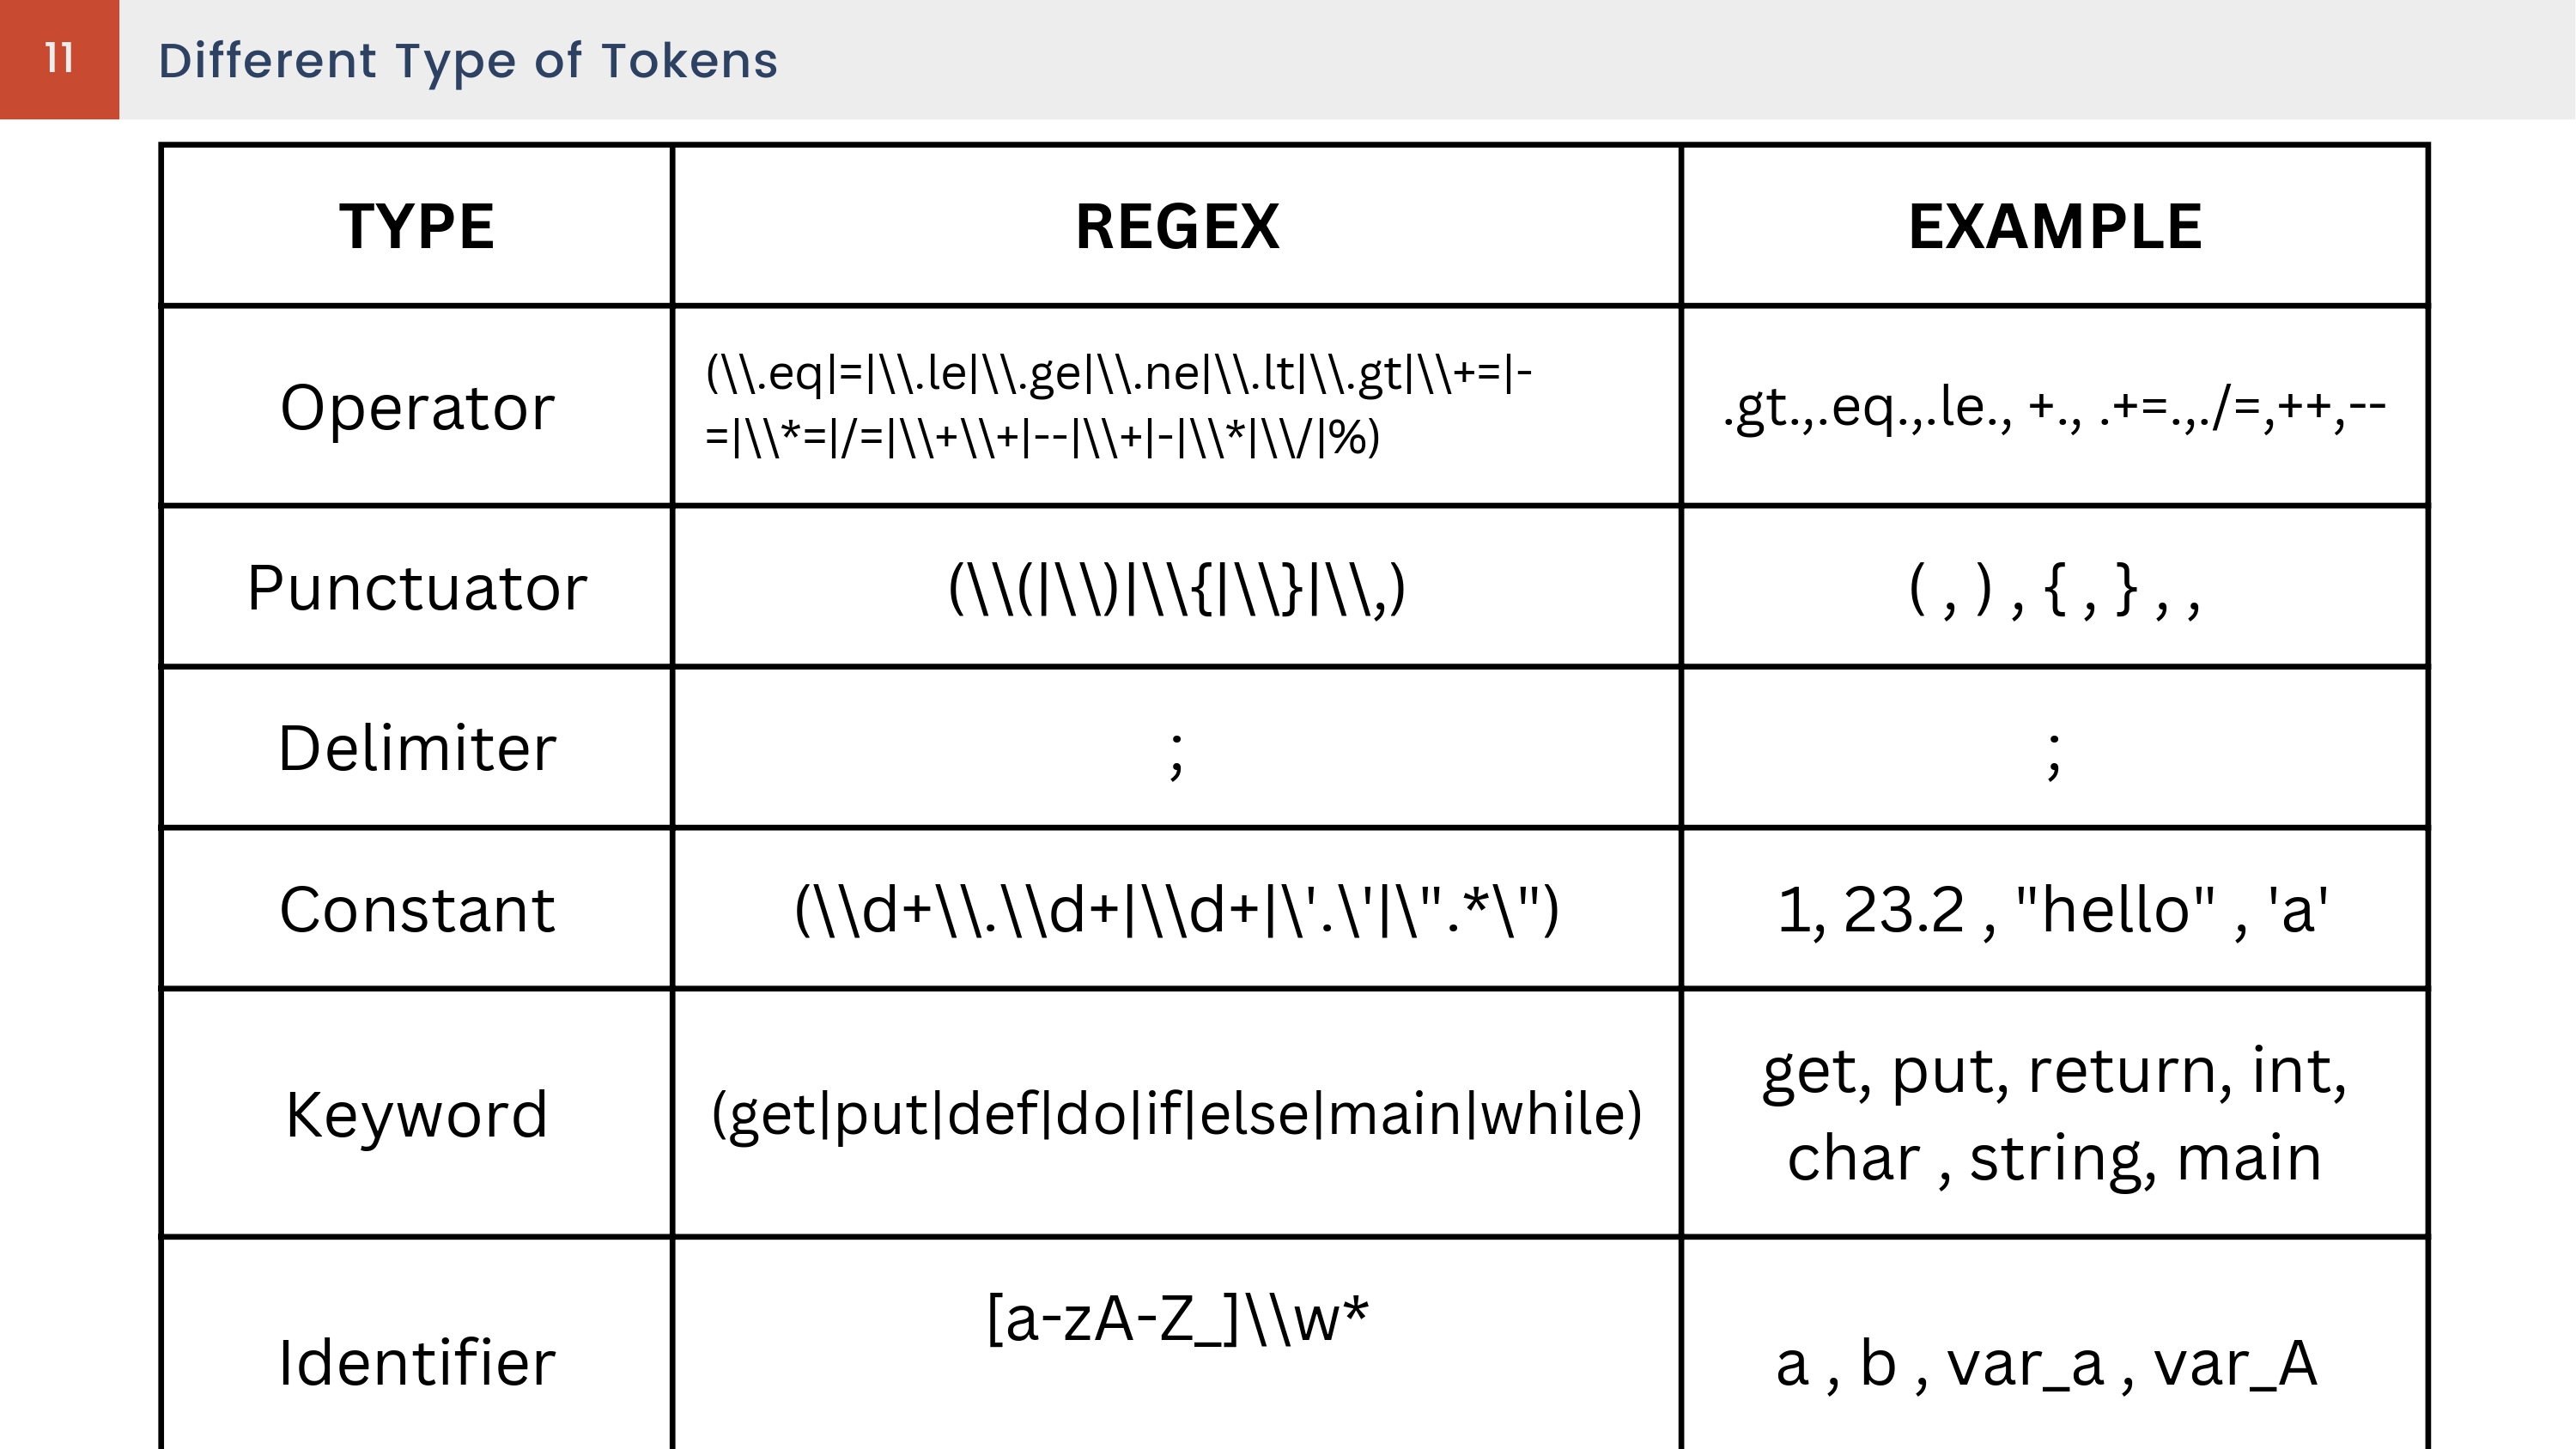 11
Different Type of Tokens
TYPE
REGEX
EXAMPLE
Operator
(\\.eq|=|\\.le|\\.ge|\\.ne|\\.lt|\\.gt|\\+=|-
=|\\*=|/=|\\+\\+|--|\\+|-|\\*|\\/|%)
.gt.,.eq.,.le., +., .+=.,./=,++,--
Punctuator
(\\(|\\)|\\{|\\}|\\,)
( , ) , { , } , ,
Delimiter
;
;
Constant
(\\d+\\.\\d+|\\d+|\'.\'|\".*\")
1, 23.2 , "hello" , 'a'
Keyword
(get|put|def|do|if|else|main|while)
get, put, return, int,
char , string, main
Identifier
[a-zA-Z_]\\w*
a , b , var_a , var_A